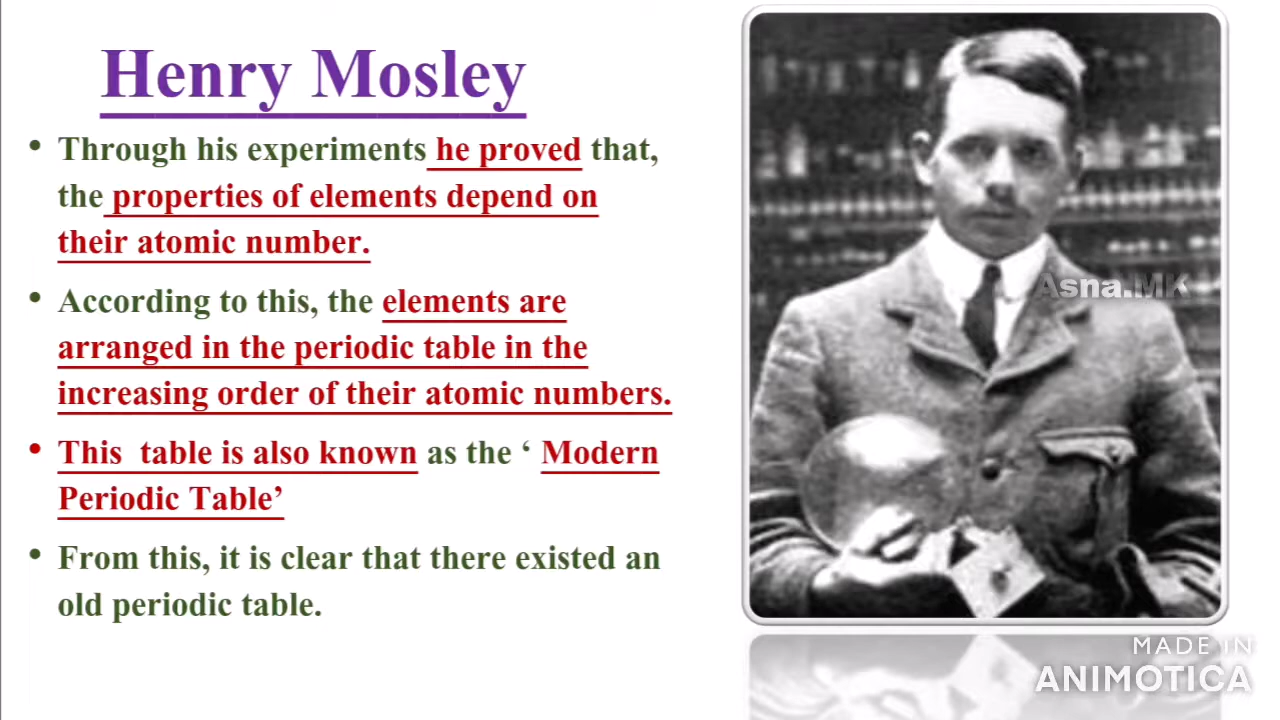 Henry Mosley
• Through his experiments he proved that,
the properties of elements depend on
their atomic number.
• According to this, the elements are
arranged in the periodic table in the
increasing order of their atomic numbers.
• This  table is also known as the ‘ Modern
Periodic Table’
• From this, it is clear that there existed an
old periodic table.
Asna.MK
MADE IN
ANIMOTICA